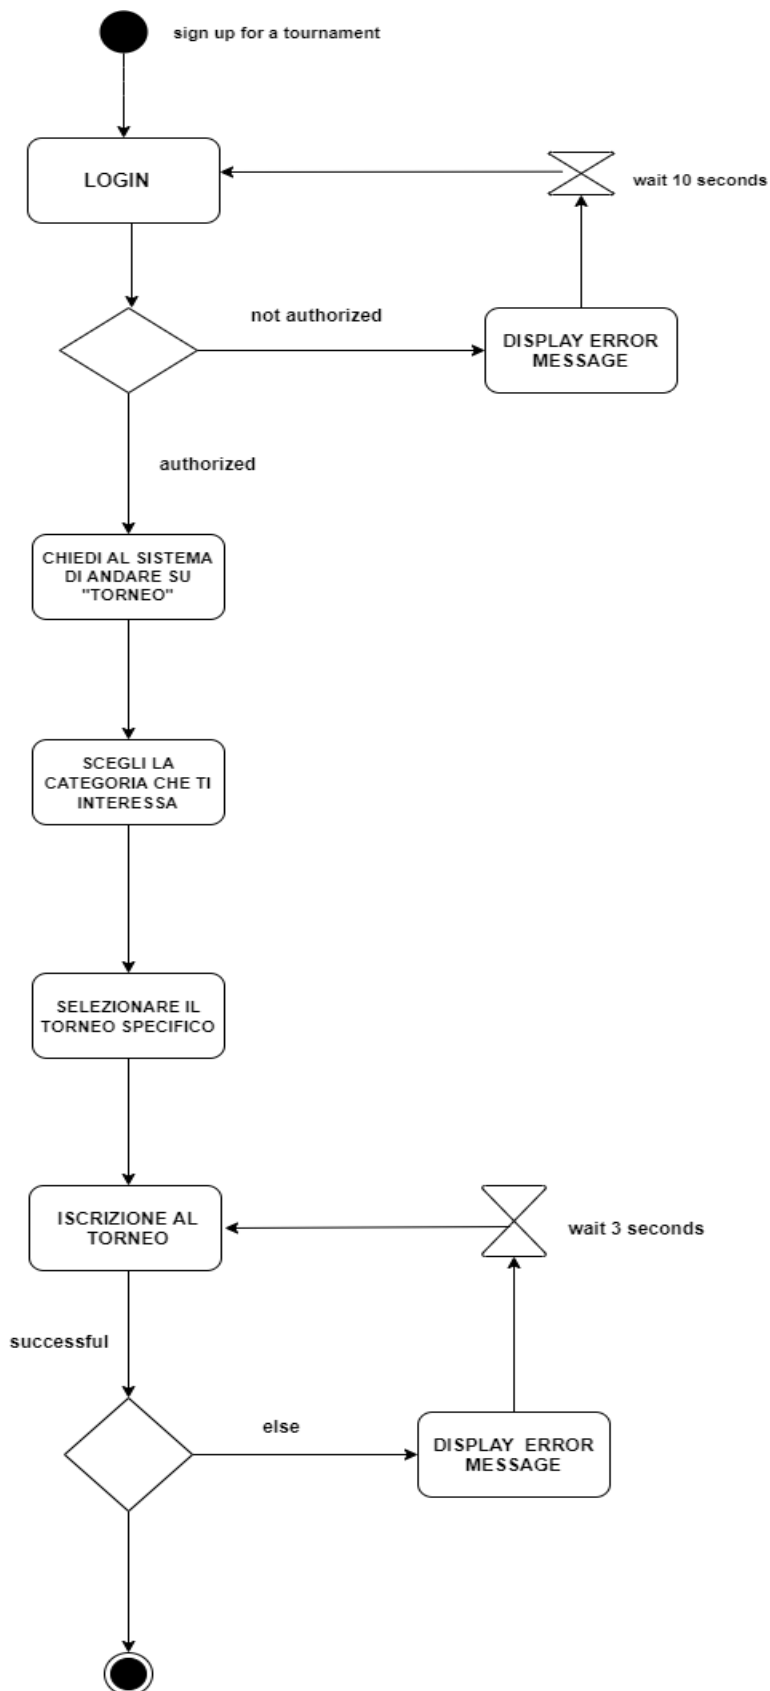 sign up for a tournament
LOGIN
wait 10 seconds
not authorized
DISPLAY ERROR
MESSAGE
authorized
CHIEDI AL SISTEMA
DI ANDARE SU
"TORNEO"
SCEGLI LA
CATEGORIA CHE TI
INTERESSA
SELEZIONARE IL
TORNEO SPECIFICO
ISCRIZIONE AL
TORNEO
wait 3 seconds
successful
else
DISPLAY ERROR
MESSAGE